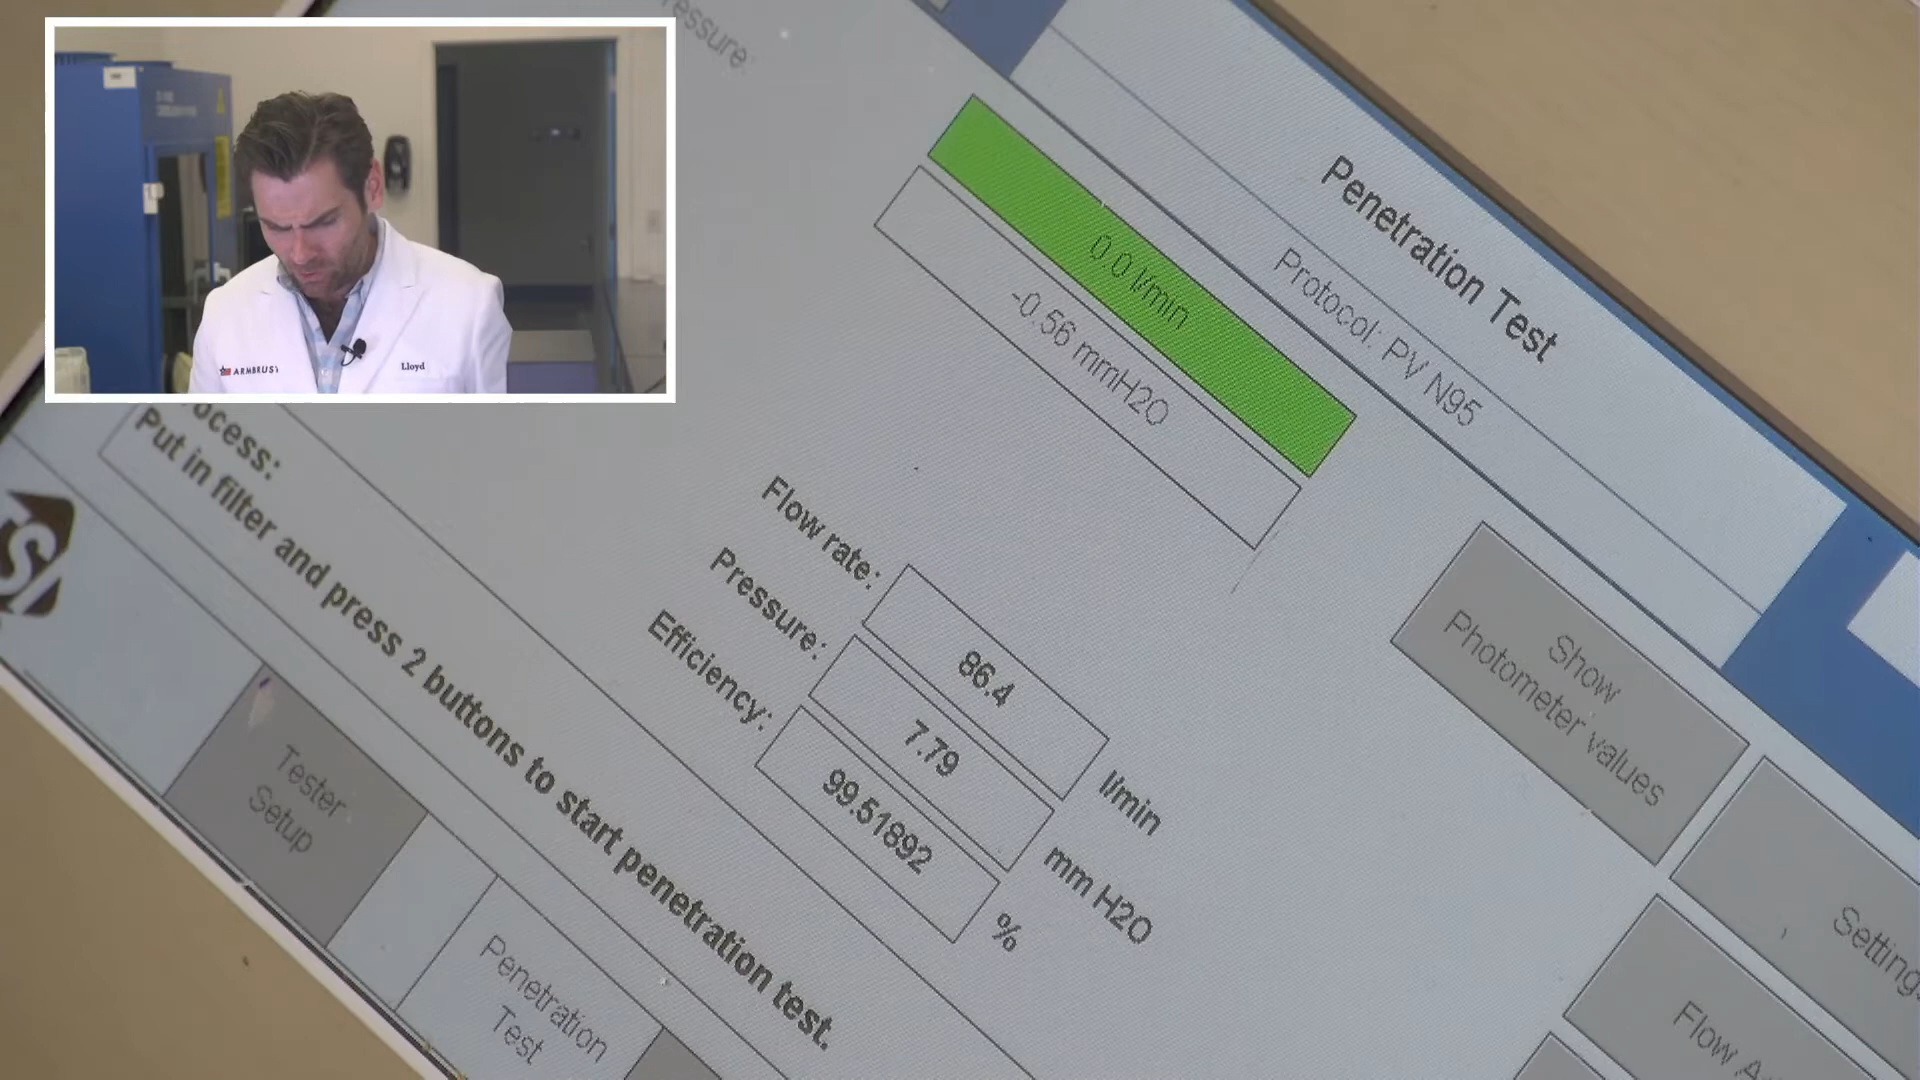 Penetration Test
Protocol: PV N95
0.0 l/min
-0.56 mmH2O
Flow rate:
86.4
l/min
Pressure:
7.79
mm H2O
Efficiency:
99.51892
%
Put in filter and press 2 buttons to start penetration test.
Show
Photometer values
Tester
Setup
Penetration
Test
Flow
TSI
Lloyd